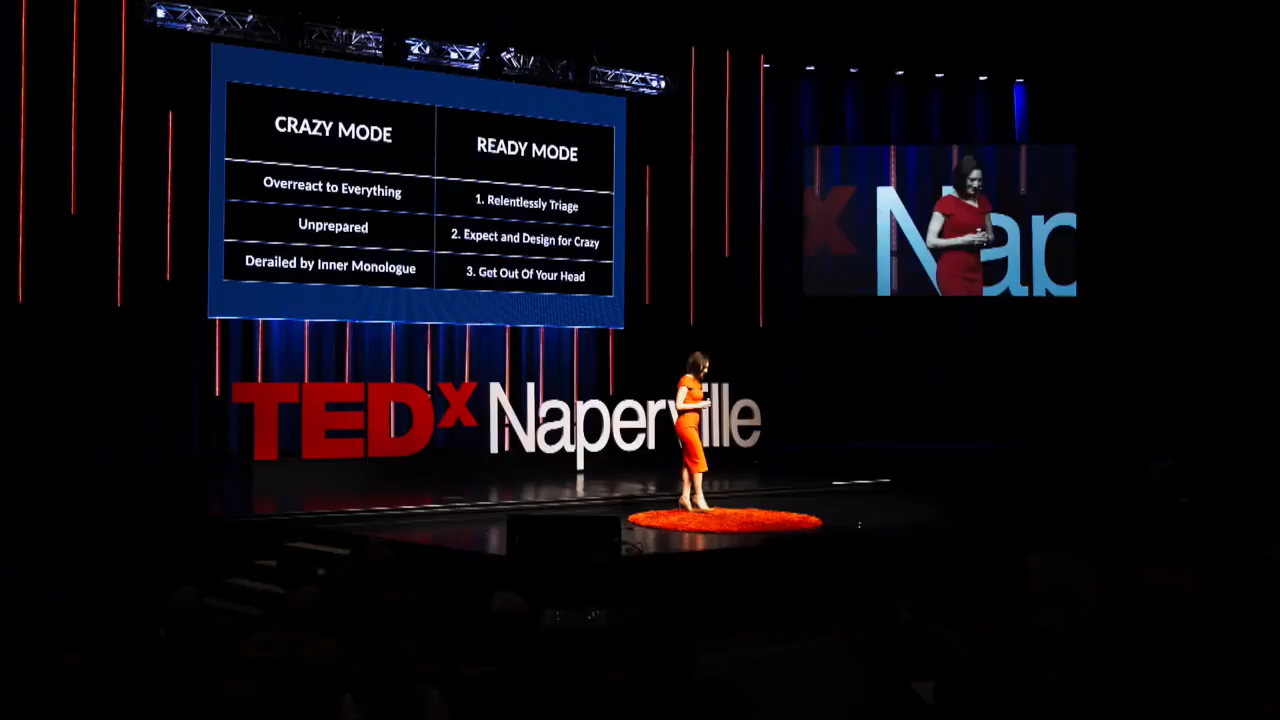 CRAZY MODE
READY MODE
Overreact to Everything
1. Relentlessly Triage
Unprepared
2. Expect and Design for Crazy
Derailed by Inner Monologue
3. Get Out Of Your Head
x Nap
TEDx Naperville